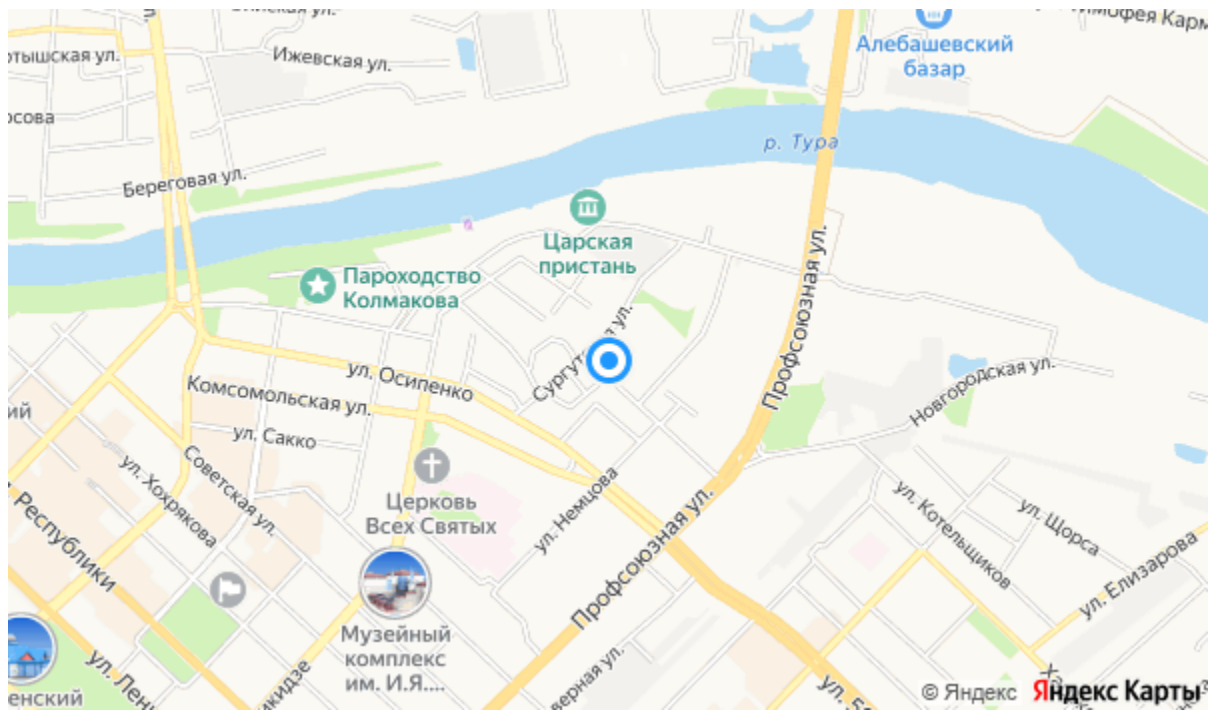 Ижевская ул.
Алебашевский
базар
р. Тура
Береговая ул.
Царская
пристань
Пароходство
Колмакова
Профсоюзная ул.
ул. Осипенко
Комсомольская ул.
ул. Сакко
Новгородская ул.
Советская ул.
ул. Хохрякова
Республики
Церковь
Всех Святых
ул. Немцова
Профсоюзная ул.
ул. Котельщиков
ул. Щорса
ул. Елизарова
Музейный
комплекс
им. И.Я....
© Яндекс
Яндекс Карты